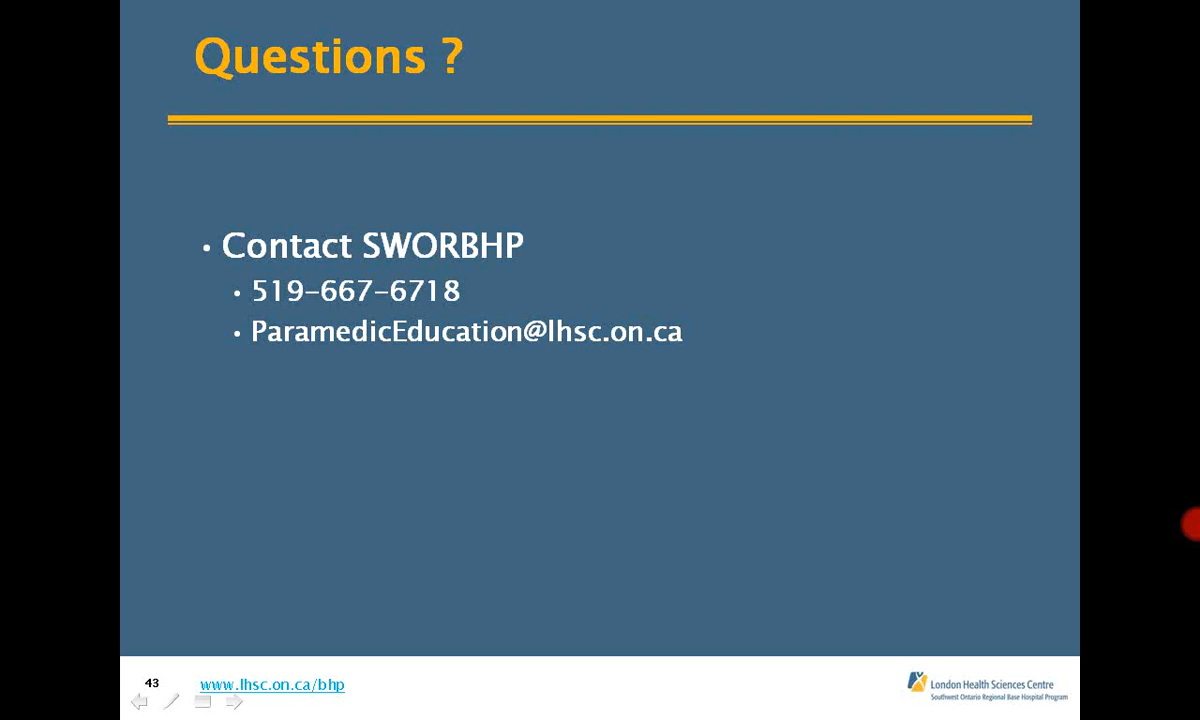 Questions ?
• Contact SWORBHP
• 519-667-6718
• ParamedicEducation@lhsc.on.ca
43
www.lhsc.on.ca/bhp
London Health Sciences Centre
Southwest Ontario Regional Base Hospital Program